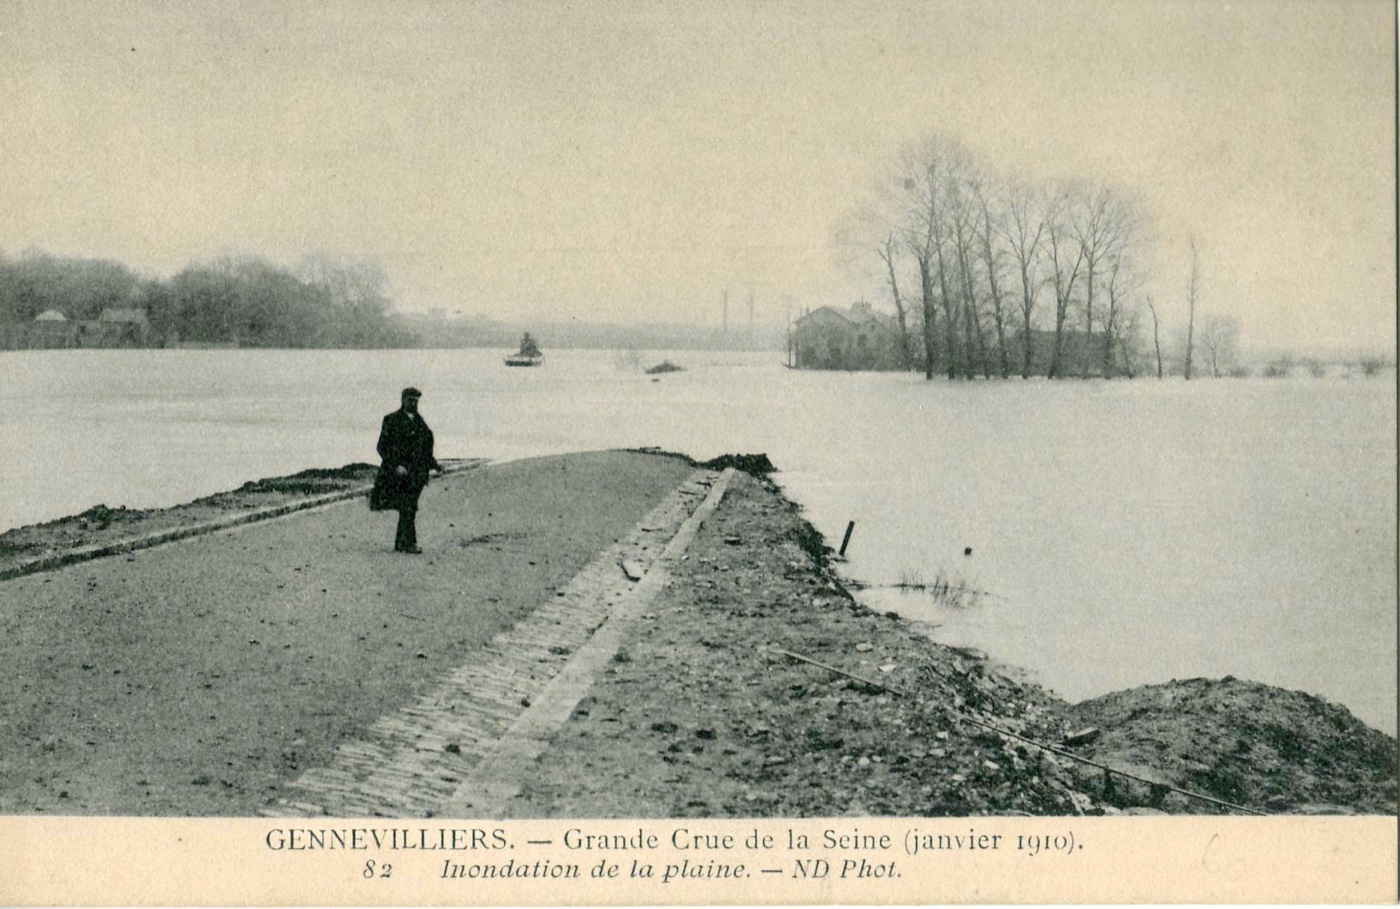 GENNEVILLIERS. — Grande Crue de la Seine (janvier 1910).
82 Inondation de la plaine. — ND Phot.